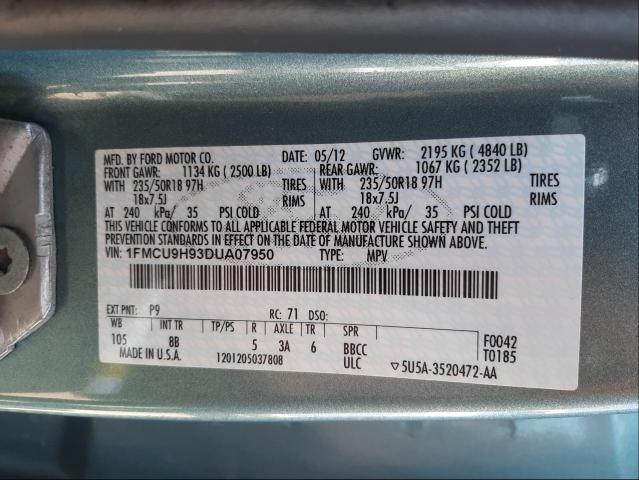 MFD. BY FORD MOTOR CO. DATE: 05/12 GVWR: 2195 KG ( 4840 LB)
FRONT GAWR: 1134 KG ( 2500 LB) REAR GAWR: 1067 KG ( 2352 LB)
WITH 235/50R18 97H TIRES WITH 235/50R18 97H TIRES
18x7.5J RIMS 18x7.5J RIMS
AT 240 kPa/ 35 PSI COLD AT 240 kPa/ 35 PSI COLD
THIS VEHICLE CONFORMS TO ALL APPLICABLE FEDERAL MOTOR VEHICLE SAFETY AND THEFT
PREVENTION STANDARDS IN EFFECT ON THE DATE OF MANUFACTURE SHOWN ABOVE.
VIN: 1FMCU9H93DUA07950 TYPE: MPV
EXT PNT: P9 RC: 71 DSO:
WB INT TR TP/PS R AXLE TR SPR F0042
105 8B 5 3A 6 BBCC T0185
MADE IN U.S.A. 1201205037808 ULC ▽5U5A-3520472-AA